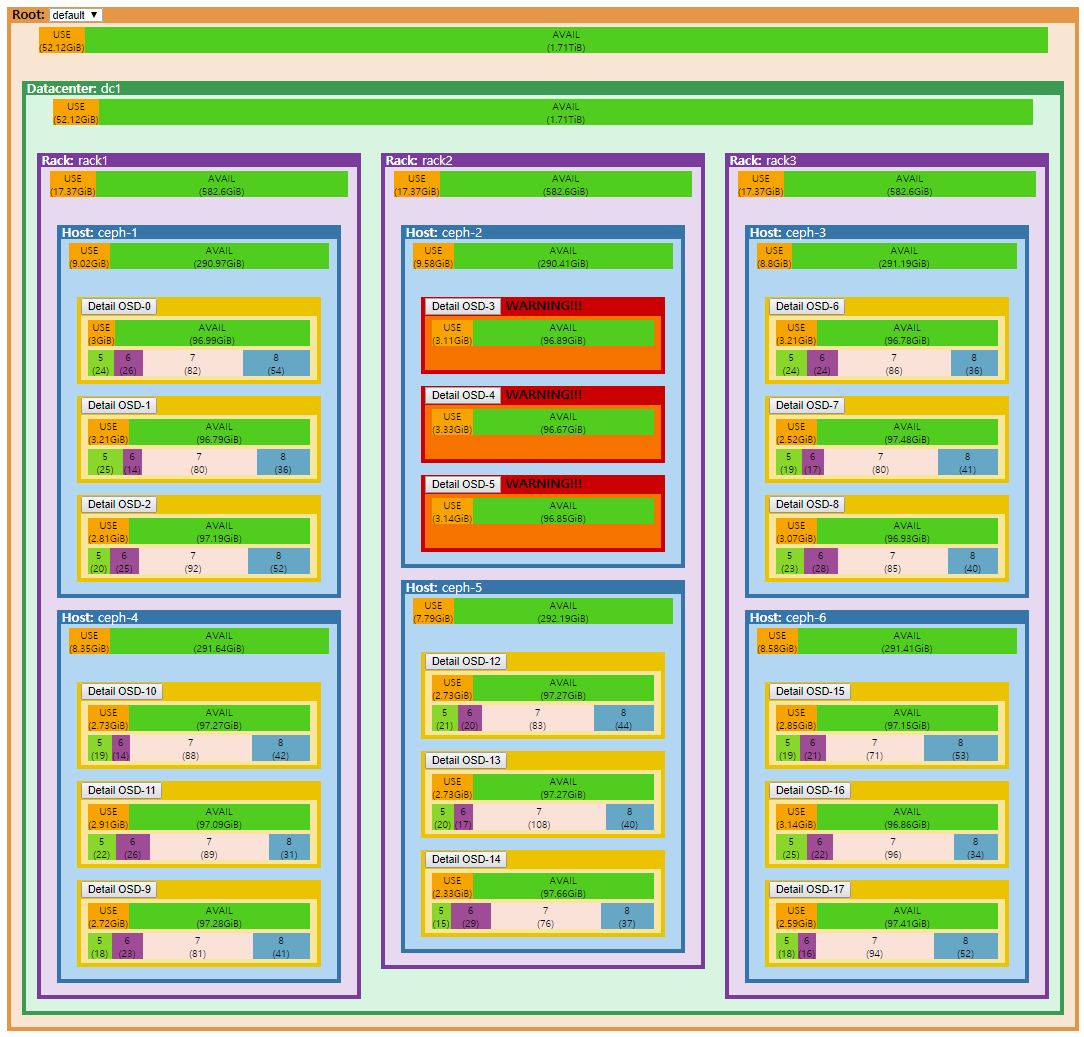 Root: default ▼
USE AVAIL
(52.12GiB) (1.71TiB)
Datacenter: dc1
USE AVAIL
(52.12GiB) (1.71TiB)
Rack: rack1
USE AVAIL
(17.37GiB) (582.6GiB)
Host: ceph-1
USE AVAIL
(9.02GiB) (290.97GiB)
Detail OSD-0
USE AVAIL
(3GiB) (96.99GiB)
5 6 7 8
(24) (26) (82) (54)
Detail OSD-1
USE AVAIL
(3.21GiB) (96.79GiB)
5 6 7 8
(25) (14) (80) (36)
Detail OSD-2
USE AVAIL
(2.81GiB) (97.19GiB)
5 6 7 8
(20) (25) (92) (52)
Host: ceph-4
USE AVAIL
(8.35GiB) (291.64GiB)
Detail OSD-10
USE AVAIL
(2.73GiB) (97.27GiB)
5 6 7 8
(19) (14) (88) (42)
Detail OSD-11
USE AVAIL
(2.91GiB) (97.09GiB)
5 6 7 8
(22) (26) (89) (31)
Detail OSD-9
USE AVAIL
(2.72GiB) (97.28GiB)
5 6 7 8
(18) (23) (81) (41)
Rack: rack2
USE AVAIL
(17.37GiB) (582.6GiB)
Host: ceph-2
USE AVAIL
(9.58GiB) (290.41GiB)
Detail OSD-3 WARNING!!!
USE AVAIL
(3.11GiB) (96.89GiB)
Detail OSD-4 WARNING!!!
USE AVAIL
(3.33GiB) (96.67GiB)
Detail OSD-5 WARNING!!!
USE AVAIL
(3.14GiB) (96.85GiB)
Host: ceph-5
USE AVAIL
(7.79GiB) (292.19GiB)
Detail OSD-12
USE AVAIL
(2.73GiB) (97.27GiB)
5 6 7 8
(21) (20) (83) (44)
Detail OSD-13
USE AVAIL
(2.73GiB) (97.27GiB)
5 6 7 8
(20) (17) (108) (40)
Detail OSD-14
USE AVAIL
(2.33GiB) (97.66GiB)
5 6 7 8
(15) (29) (76) (37)
Rack: rack3
USE AVAIL
(17.37GiB) (582.6GiB)
Host: ceph-3
USE AVAIL
(8.8GiB) (291.19GiB)
Detail OSD-6
USE AVAIL
(3.21GiB) (96.78GiB)
5 6 7 8
(24) (24) (86) (36)
Detail OSD-7
USE AVAIL
(2.52GiB) (97.48GiB)
5 6 7 8
(19) (17) (80) (41)
Detail OSD-8
USE AVAIL
(3.07GiB) (96.93GiB)
5 6 7 8
(23) (28) (85) (40)
Host: ceph-6
USE AVAIL
(8.58GiB) (291.41GiB)
Detail OSD-15
USE AVAIL
(2.85GiB) (97.15GiB)
5 6 7 8
(19) (21) (71) (53)
Detail OSD-16
USE AVAIL
(3.14GiB) (96.86GiB)
5 6 7 8
(25) (22) (96) (34)
Detail OSD-17
USE AVAIL
(2.59GiB) (97.41GiB)
5 6 7 8
(18) (16) (94) (52)